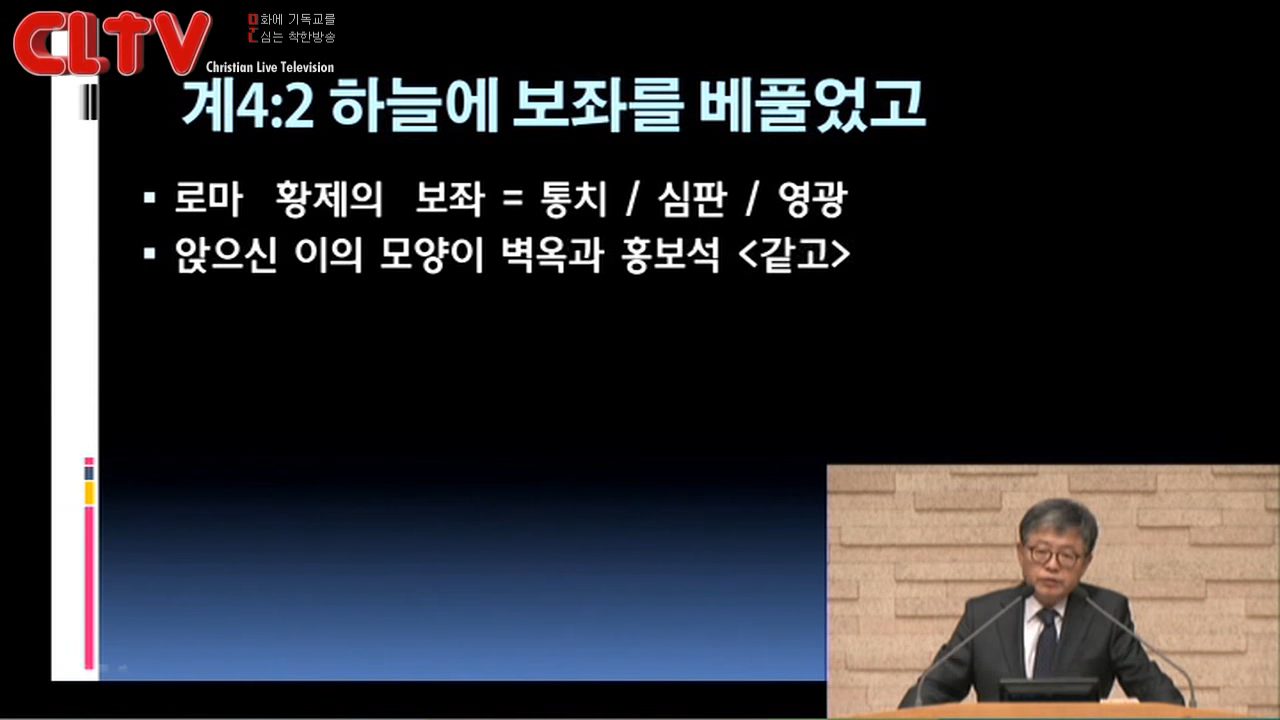 CLTV
문화에 기독교를
심는 착한방송
Christian Live Television
계4:2 하늘에 보좌를 베풀었고
▪ 로마 황제의 보좌 = 통치 / 심판 / 영광
▪ 앉으신 이의 모양이 벽옥과 홍보석 <같고>